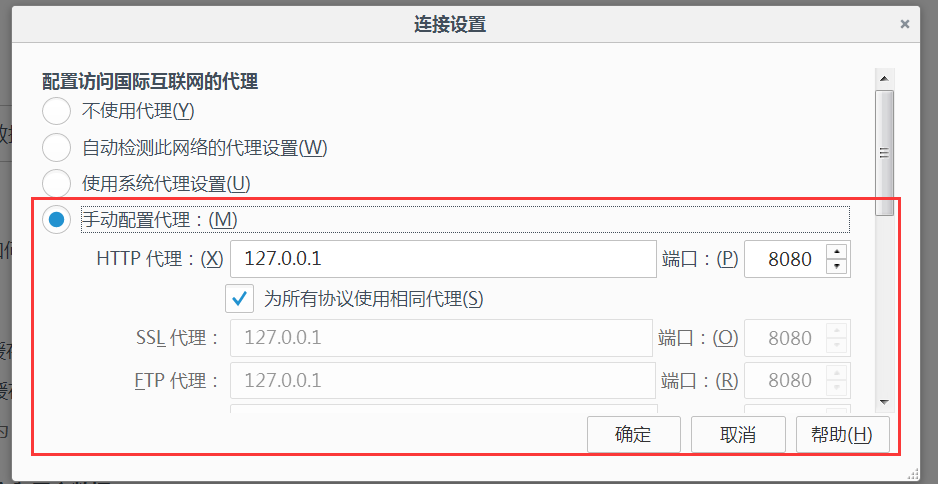 连接设置
配置访问国际互联网的代理
不使用代理(Y)
自动检测此网络的代理设置(W)
使用系统代理设置(U)
手动配置代理：(M)
HTTP 代理：(X) 127.0.0.1 端口：(P) 8080
为所有协议使用相同代理(S)
SSL 代理： 127.0.0.1 端口：(O) 8080
FTP 代理： 127.0.0.1 端口：(R) 8080
确定 取消 帮助(H)